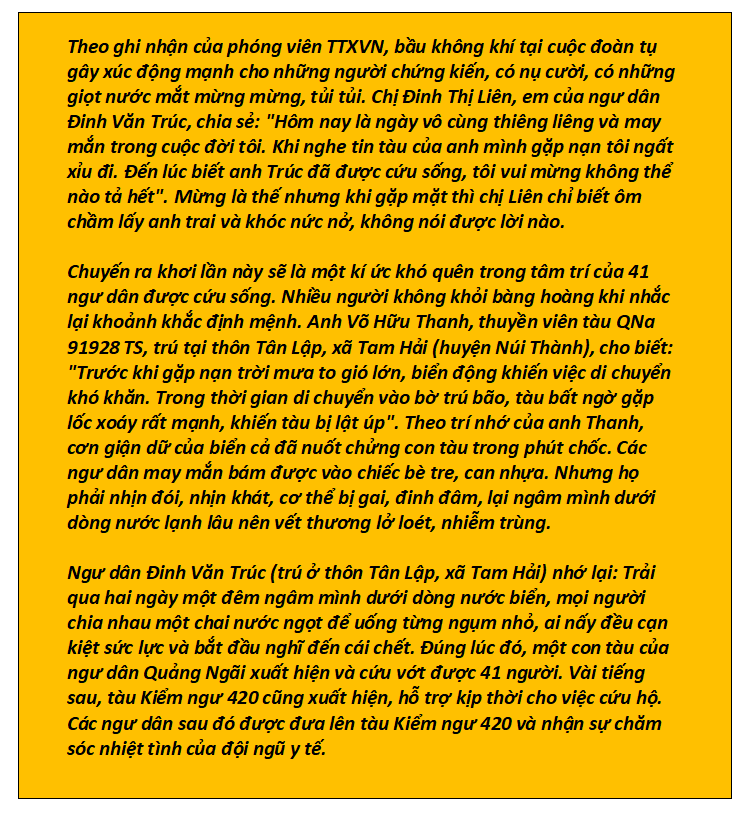 Theo ghi nhận của phóng viên TTXVN, bầu không khí tại cuộc đoàn tụ
gây xúc động mạnh cho những người chứng kiến, có nụ cười, có những
giọt nước mắt mừng mừng, tủi tủi. Chị Đinh Thị Liên, em của ngư dân
Đinh Văn Trúc, chia sẻ: "Hôm nay là ngày vô cùng thiêng liêng và may
mắn trong cuộc đời tôi. Khi nghe tin tàu của anh mình gặp nạn tôi ngất
xỉu đi. Đến lúc biết anh Trúc đã được cứu sống, tôi vui mừng không thể
nào tả hết". Mừng là thế nhưng khi gặp mặt thì chị Liên chỉ biết ôm
chầm lấy anh trai và khóc nức nở, không nói được lời nào.
Chuyến ra khơi lần này sẽ là một kí ức khó quên trong tâm trí của 41
ngư dân được cứu sống. Nhiều người không khỏi bàng hoàng khi nhắc
lại khoảnh khắc định mệnh. Anh Võ Hữu Thanh, thuyền viên tàu QNa
91928 TS, trú tại thôn Tân Lập, xã Tam Hải (huyện Núi Thành), cho biết:
"Trước khi gặp nạn trời mưa to gió lớn, biển động khiến việc di chuyển
khó khăn. Trong thời gian di chuyển vào bờ trú bão, tàu bất ngờ gặp
lốc xoáy rất mạnh, khiến tàu bị lật úp". Theo trí nhớ của anh Thanh,
cơn giận dữ của biển cả đã nuốt chửng con tàu trong phút chốc. Các
ngư dân may mắn bám được vào chiếc bè tre, can nhựa. Nhưng họ
phải nhịn đói, nhịn khát, cơ thể bị gai, đinh đâm, lại ngâm mình dưới
dòng nước lạnh lâu nên vết thương lở loét, nhiễm trùng.
Ngư dân Đinh Văn Trúc (trú ở thôn Tân Lập, xã Tam Hải) nhớ lại: Trải
qua hai ngày một đêm ngâm mình dưới dòng nước biển, mọi người
chia nhau một chai nước ngọt để uống từng ngụm nhỏ, ai nấy đều cạn
kiệt sức lực và bắt đầu nghĩ đến cái chết. Đúng lúc đó, một con tàu của
ngư dân Quảng Ngãi xuất hiện và cứu vớt được 41 người. Vài tiếng
sau, tàu Kiểm ngư 420 cũng xuất hiện, hỗ trợ kịp thời cho việc cứu hộ.
Các ngư dân sau đó được đưa lên tàu Kiểm ngư 420 và nhận sự chăm
sóc nhiệt tình của đội ngũ y tế.